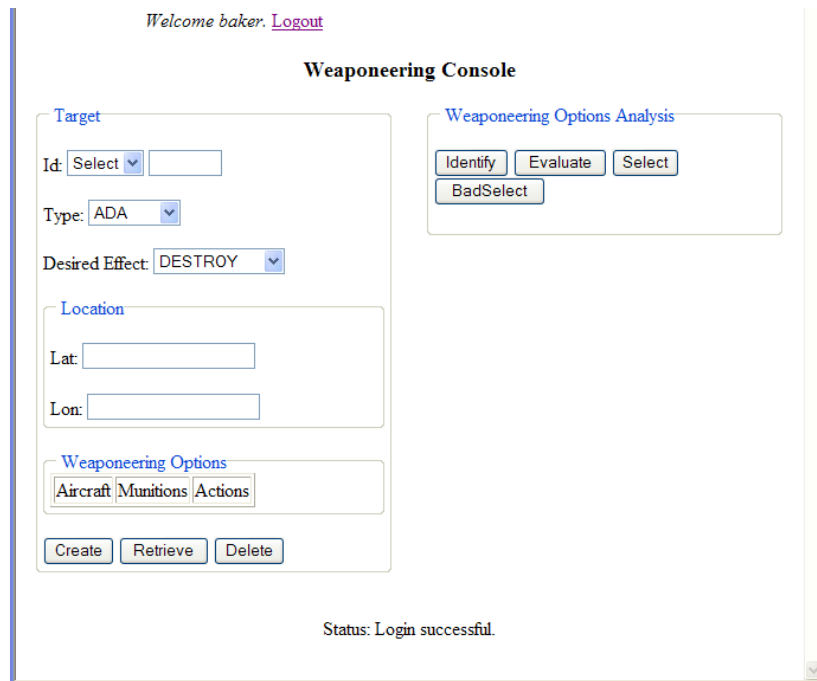 Welcome baker. Logout
Weaponeering Console
Target
Id: Select
Type: ADA
Desired Effect: DESTROY
Location
Lat:
Lon:
Weaponeering Options
Aircraft Munitions Actions
Create Retrieve Delete
Weaponeering Options Analysis
Identify Evaluate Select
BadSelect
Status: Login successful.